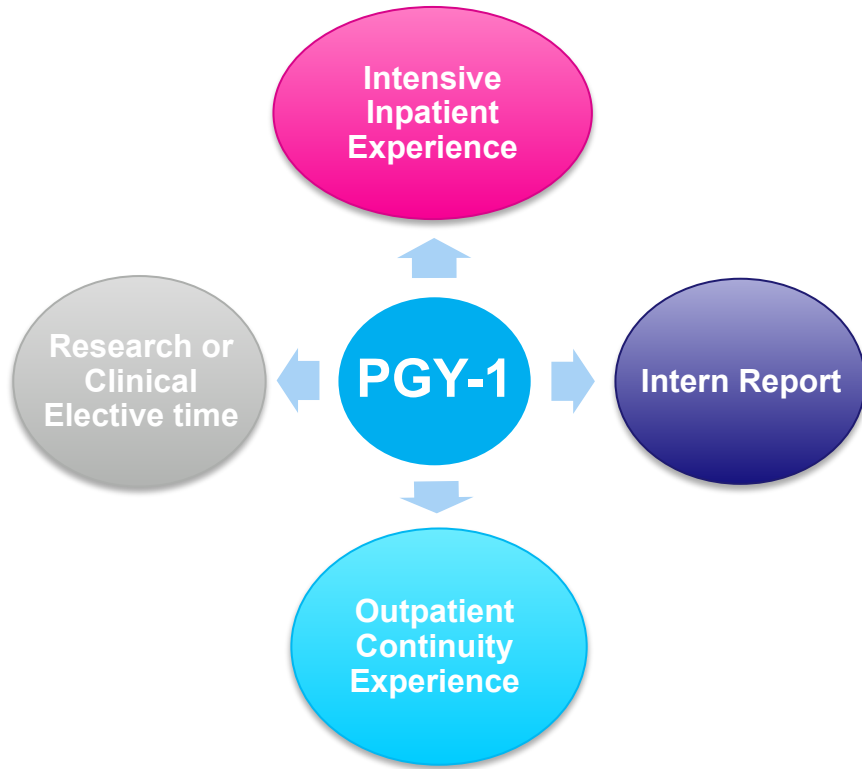 Intensive
Inpatient
Experience
Research or
Clinical
Elective time
PGY-1
Intern Report
Outpatient
Continuity
Experience